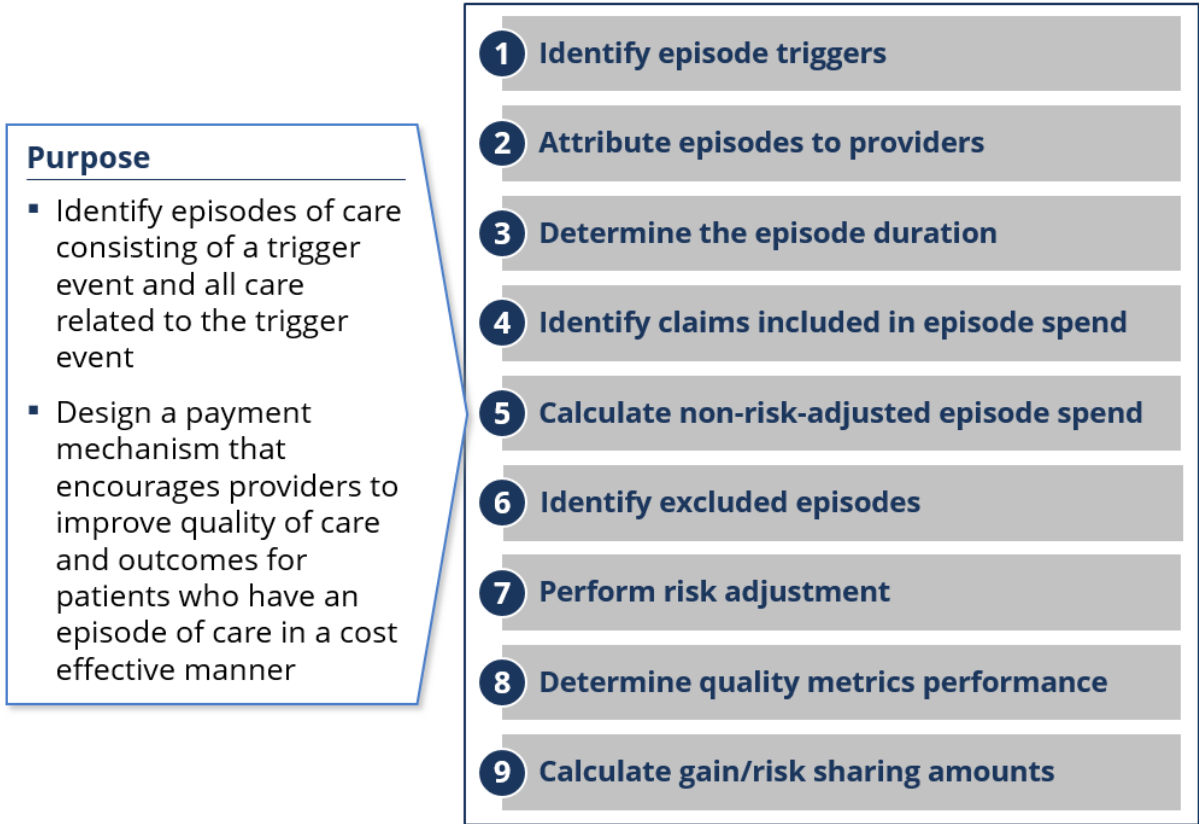 Purpose
▪ Identify episodes of care
consisting of a trigger
event and all care
related to the trigger
event
▪ Design a payment
mechanism that
encourages providers to
improve quality of care
and outcomes for
patients who have an
episode of care in a cost
effective manner
1 Identify episode triggers
2 Attribute episodes to providers
3 Determine the episode duration
4 Identify claims included in episode spend
5 Calculate non-risk-adjusted episode spend
6 Identify excluded episodes
7 Perform risk adjustment
8 Determine quality metrics performance
9 Calculate gain/risk sharing amounts